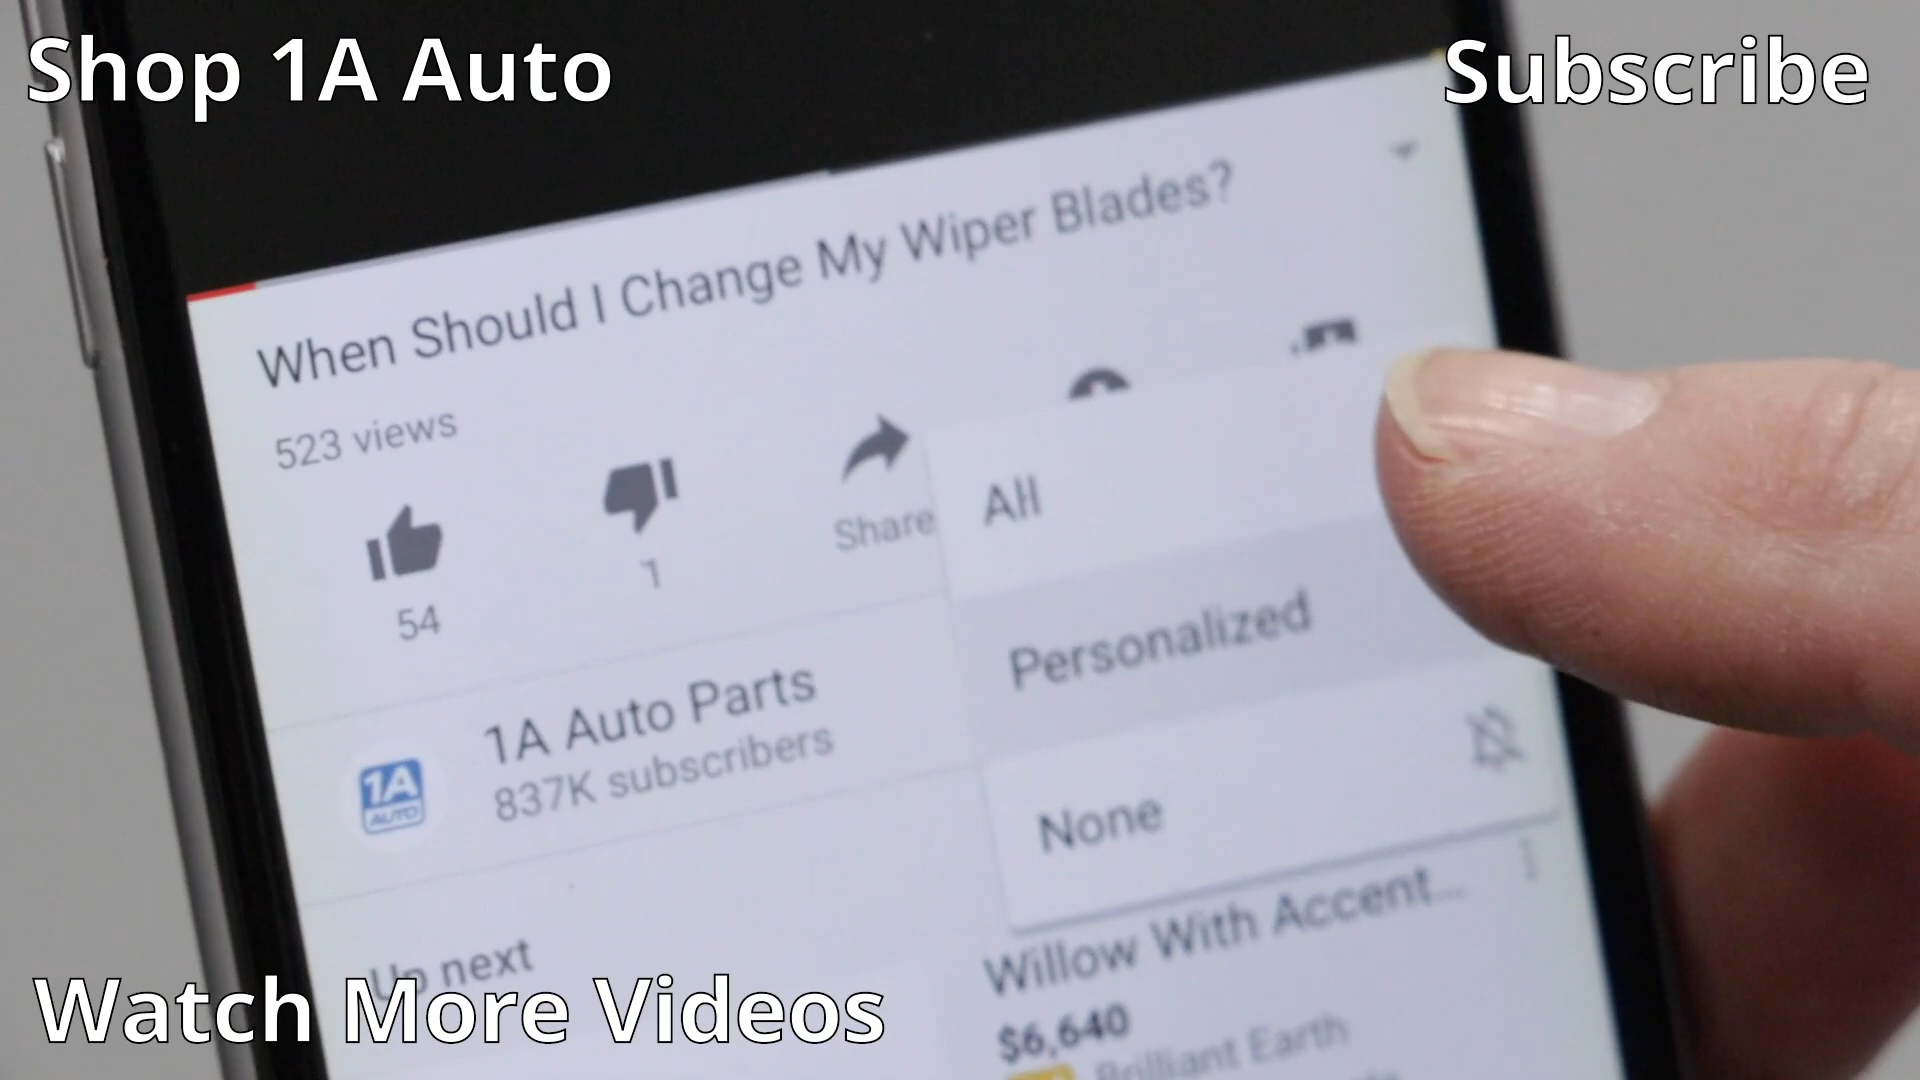 Shop 1A Auto
Subscribe
When Should I Change My Wiper Blades?
523 views
54
1
Share
All
Personalized
None
1A Auto Parts
837K subscribers
1A
AUTO
Up next
Willow With Accent...
$6,640
Brilliant Earth
Watch More Videos